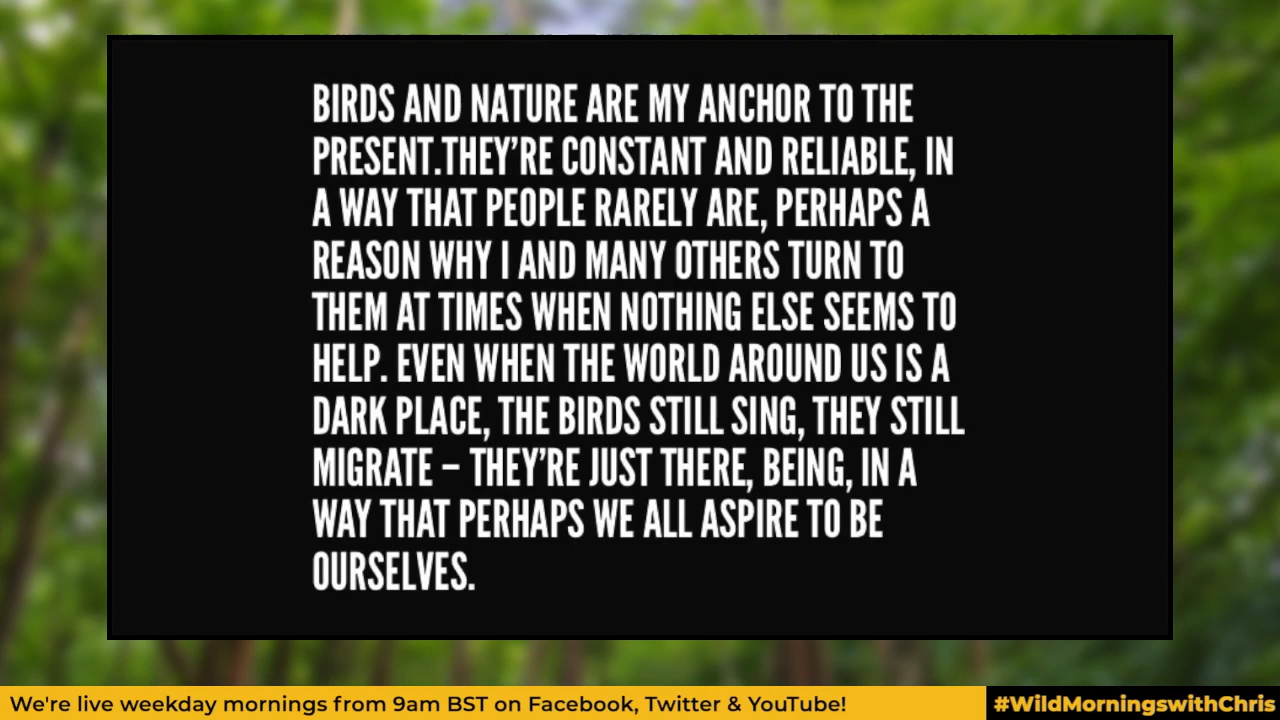 BIRDS AND NATURE ARE MY ANCHOR TO THE
PRESENT.THEY'RE CONSTANT AND RELIABLE, IN
A WAY THAT PEOPLE RARELY ARE, PERHAPS A
REASON WHY I AND MANY OTHERS TURN TO
THEM AT TIMES WHEN NOTHING ELSE SEEMS TO
HELP. EVEN WHEN THE WORLD AROUND US IS A
DARK PLACE, THE BIRDS STILL SING, THEY STILL
MIGRATE – THEY'RE JUST THERE, BEING, IN A
WAY THAT PERHAPS WE ALL ASPIRE TO BE
OURSELVES.
We're live weekday mornings from 9am BST on Facebook, Twitter & YouTube!
#WildMorningswithChris